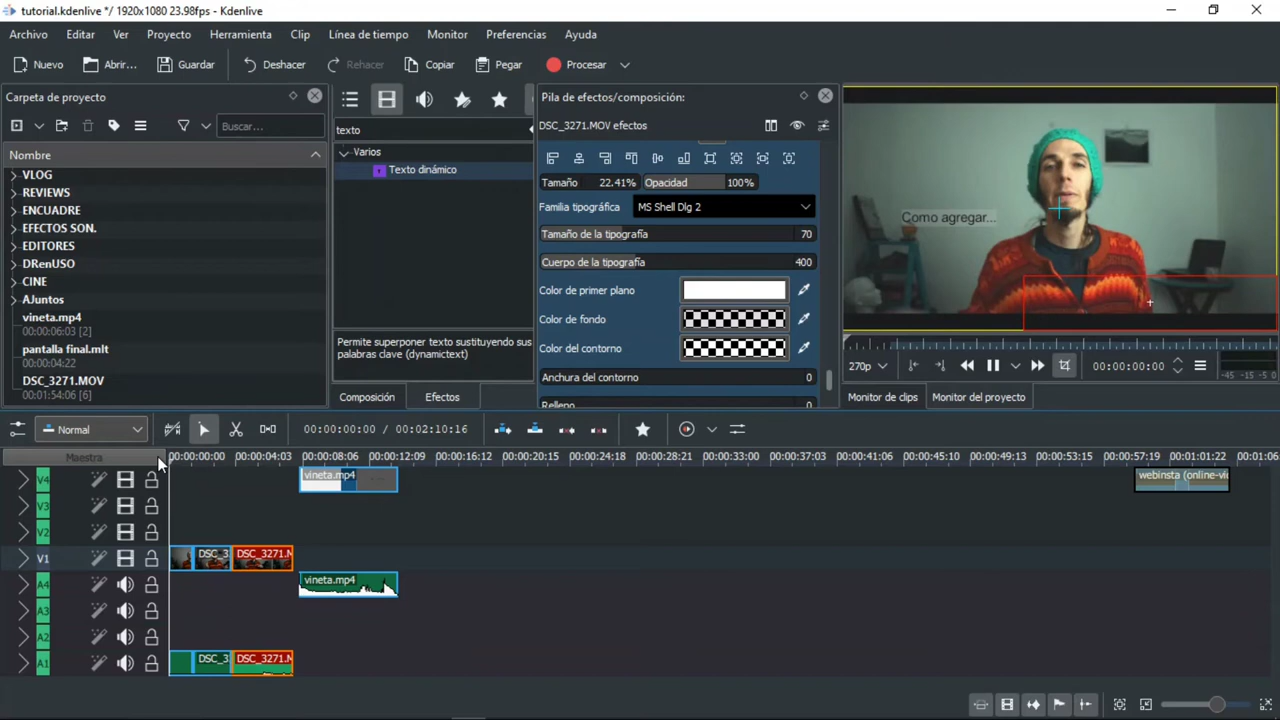 tutorial.kdenlive */ 1920x1080 23.98fps - Kdenlive
Archivo Editar Ver Proyecto Herramienta Clip Línea de tiempo Monitor Preferencias Ayuda
Nuevo Abrir... Guardar Deshacer Rehacer Copiar Pegar Procesar
Carpeta de proyecto
Buscar...
Nombre
VLOG
REVIEWS
ENCUADRE
EFECTOS SON.
EDITORES
DRenUSO
CINE
AJuntos
vineta.mp4
00:00:06:03 [2]
pantalla final.mlt
00:00:04:22
DSC_3271.MOV
00:01:54:06 [6]
texto
Varios
Texto dinámico
Permite superponer texto sustituyendo sus
palabras clave (dynamictext)
Composición Efectos
Pila de efectos/composición:
DSC_3271.MOV efectos
Tamaño 22.41% Opacidad 100%
Familia tipográfica MS Shell Dlg 2
Tamaño de la tipografía 70
Cuerpo de la tipografía 400
Color de primer plano
Color de fondo
Color del contorno
Anchura del contorno 0
Relleno 0
Como agregar...
270p 00:00:00:00 -45 -15 -5 0
Monitor de clips Monitor del proyecto
Normal 00:00:00:00 / 00:02:10:16
Maestra 00:00:00:00 00:00:04:03 00:00:08:06 00:00:12:09 00:00:16:12 00:00:20:15 00:00:24:18 00:00:28:21 00:00:33:00 00:00:37:03 00:00:41:06 00:00:45:09 00:00:49:13 00:00:53:15 00:00:57:19 00:01:01:22 00:01:06
V4 vineta.mp4 webinsta (online-vi
V3
V2
V1 DSC_3 DSC_3271.M
A4 vineta.mp4
A3
A2
A1 DSC_3 DSC_3271.M